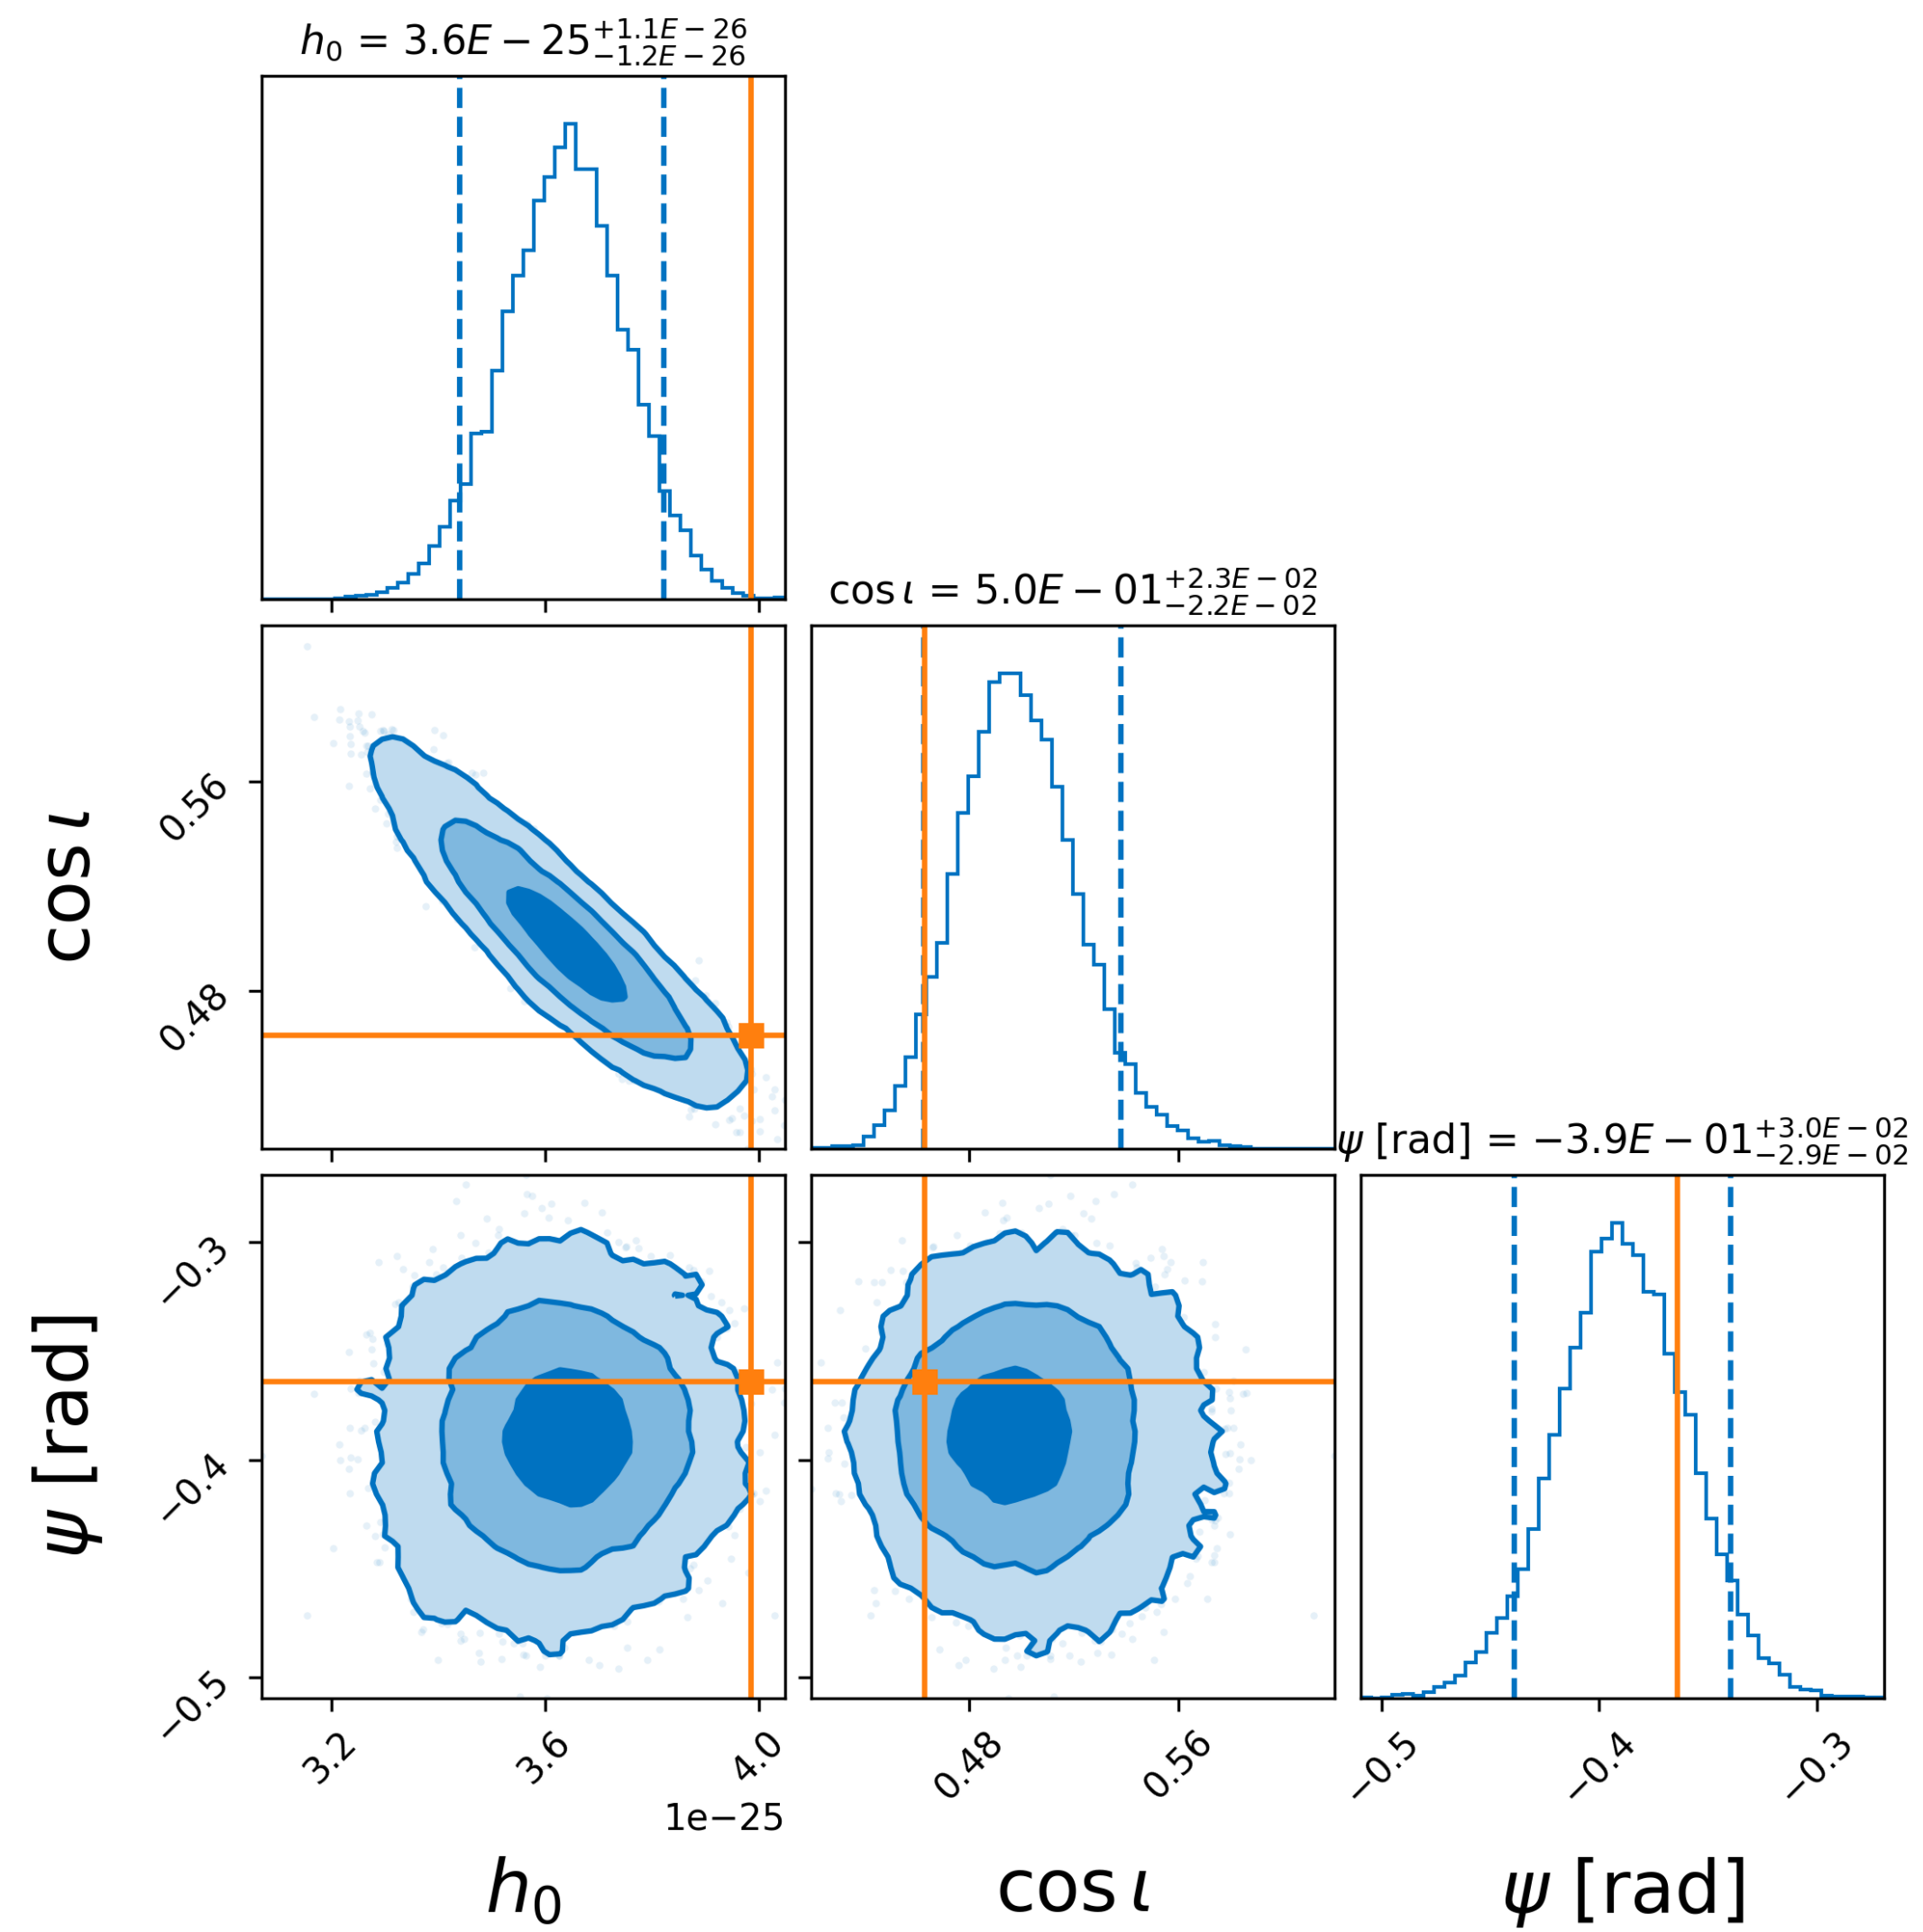 h₀ = 3.6E − 25 +1.1E − 26 −1.2E − 26
cos ι = 5.0E − 01 +2.3E − 02 −2.2E − 02
0.56
0.48
cos ι
ψ [rad] = −3.9E − 01 +3.0E − 02 −2.9E − 02
−0.3
−0.4
−0.5
ψ [rad]
3.2 3.6 4.0 0.48 0.56 −0.5 −0.4 −0.3
1e−25
h₀ cos ι ψ [rad]